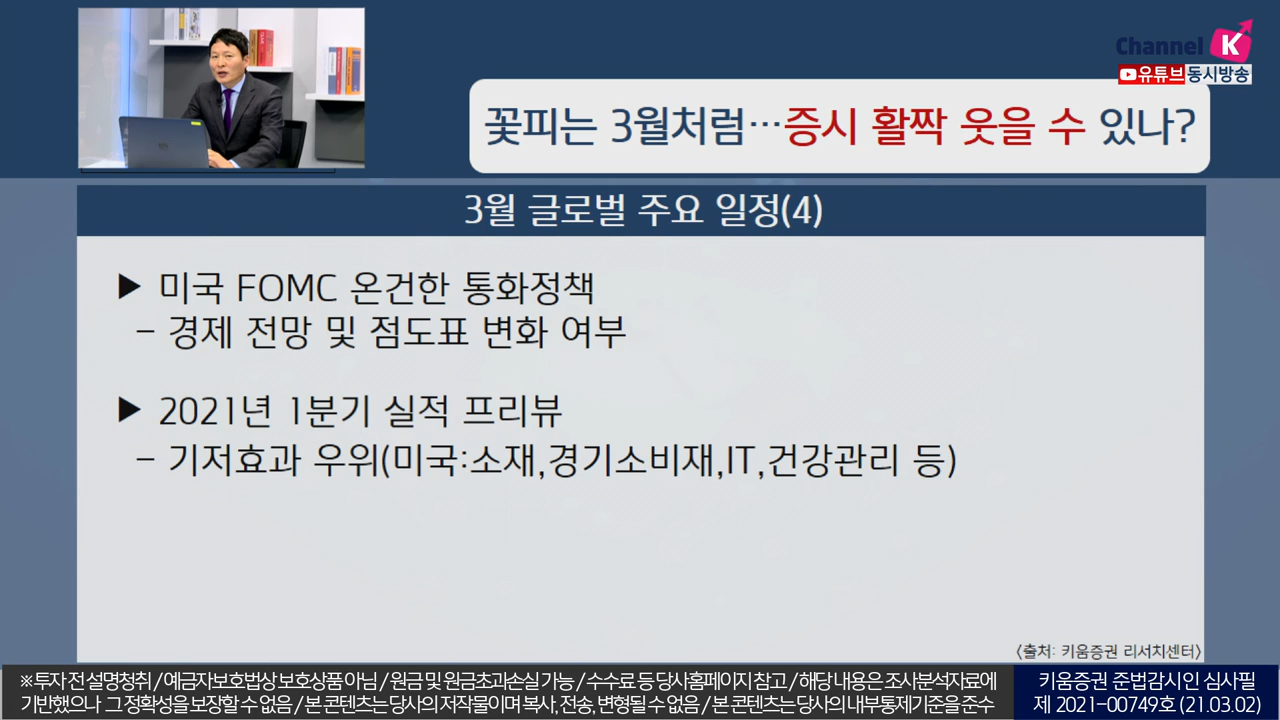 Channel K
유튜브 동시방송
꽃피는 3월처럼…증시 활짝 웃을 수 있나?
3월 글로벌 주요 일정(4)
▶ 미국 FOMC 온건한 통화정책
- 경제 전망 및 점도표 변화 여부
▶ 2021년 1분기 실적 프리뷰
- 기저효과 우위(미국:소재,경기소비재,IT,건강관리 등)
<출처: 키움증권 리서치센터>
※ 투자 전 설명청취 / 예금자보호법상 보호상품 아님 / 원금 및 원금초과손실 가능 / 수수료 등 당사홈페이지 참고 / 해당 내용은 조사분석자료에
기반했으나 그 정확성을 보장할 수 없음 / 본 콘텐츠는 당사의 저작물이며 복사, 전송, 변형될 수 없음 / 본 콘텐츠는 당사의 내부통제기준을 준수
키움증권 준법감시인 심사필
제 2021-00749호 (21.03.02)